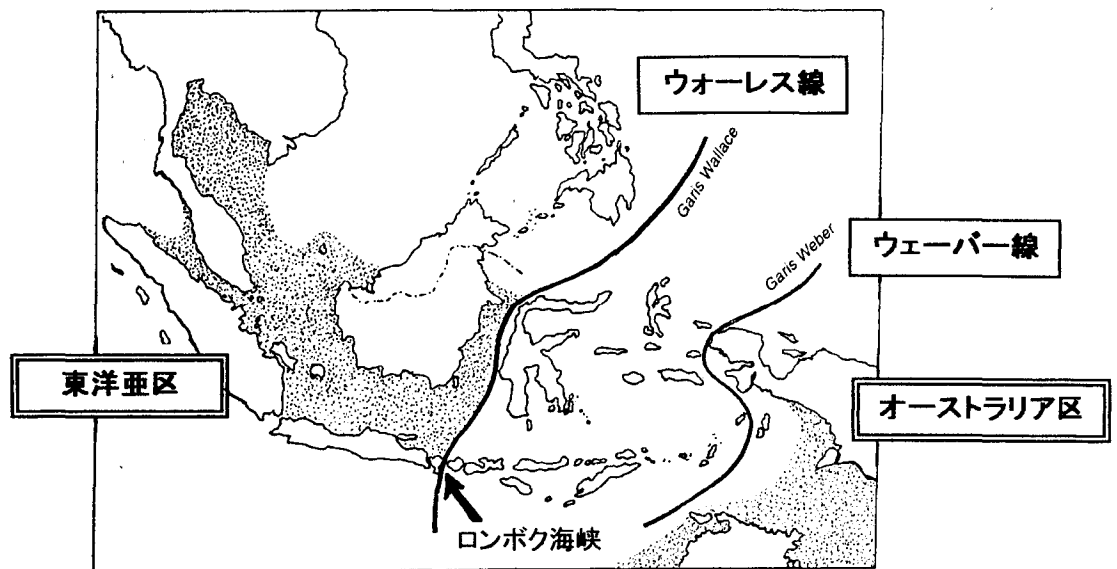 ウォーレス線
Garis Wallace
ウェーバー線
Garis Weber
東洋亜区
オーストラリア区
ロンボク海峡